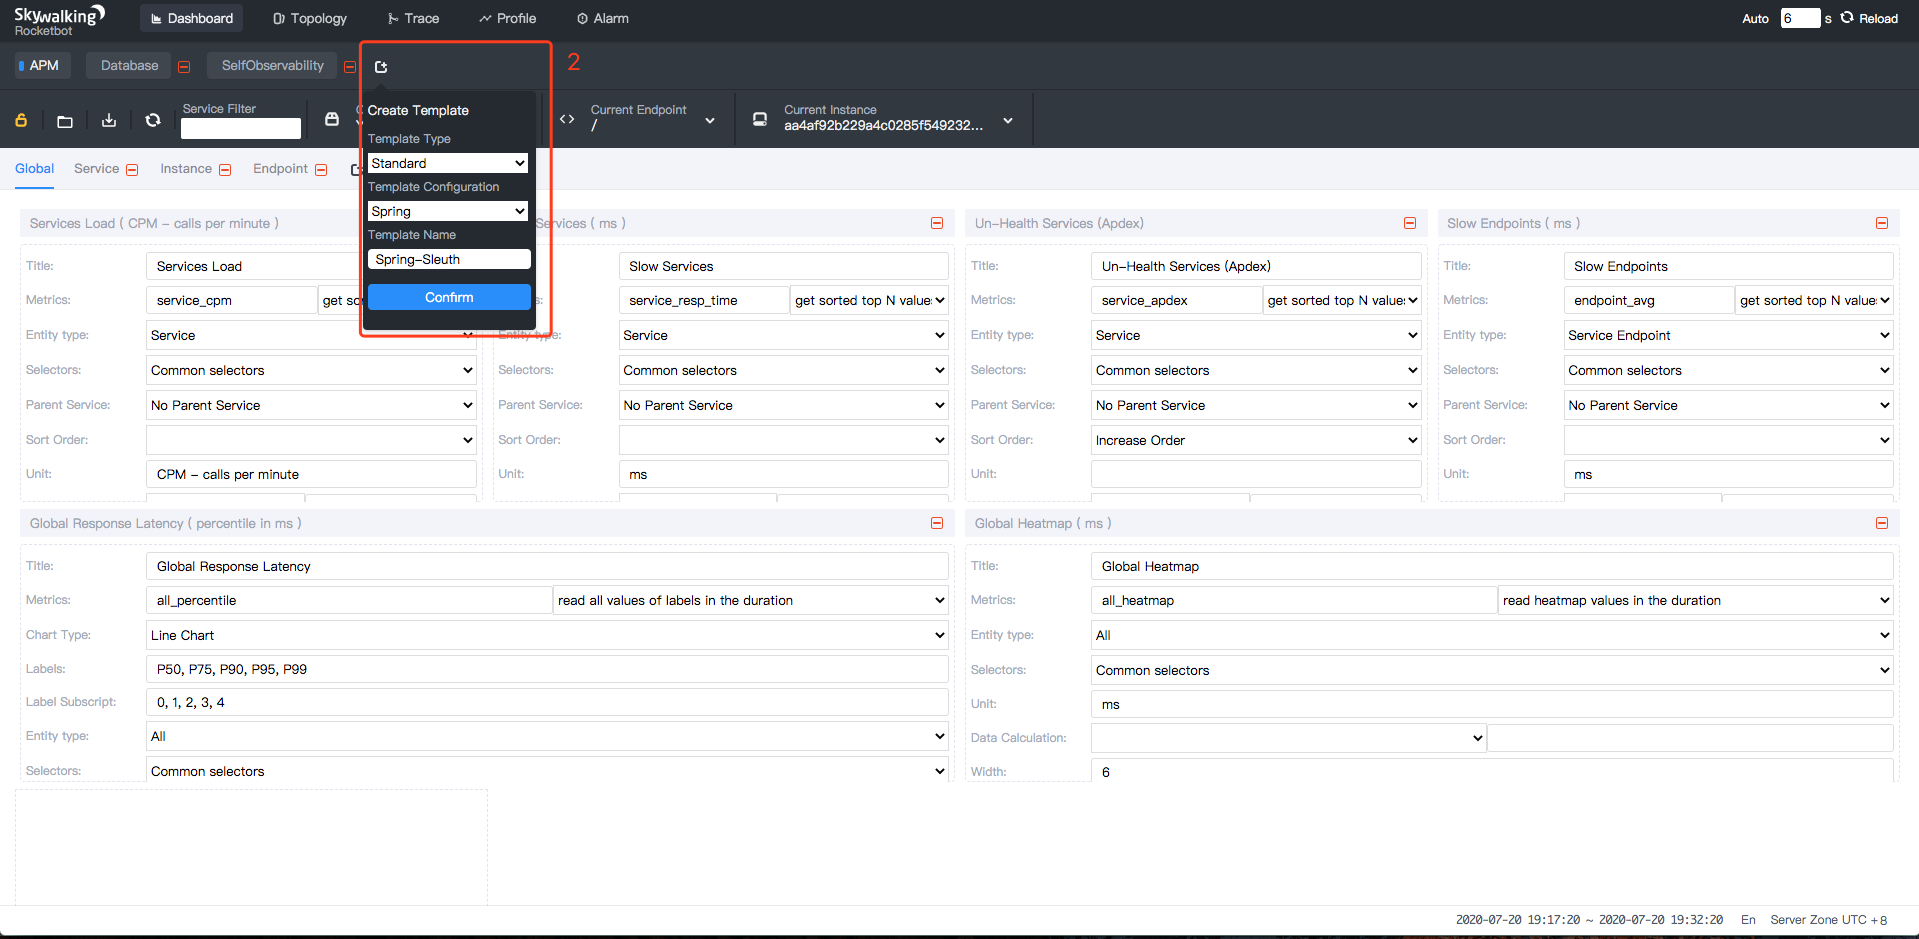 Skywalking
Rocketbot
Dashboard
Topology
Trace
Profile
Alarm
Auto
6
s
Reload
APM
Database
SelfObservability
2
Service Filter
Create Template
Template Type
Standard
Template Configuration
Spring
Template Name
Spring-Sleuth
Confirm
Current Endpoint
/
Current Instance
aa4af92b229a4c0285f549232...
Global
Service
Instance
Endpoint
Services Load ( CPM - calls per minute )
Title: Services Load
Metrics: service_cpm get so
Entity type: Service
Selectors: Common selectors
Parent Service: No Parent Service
Sort Order:
Unit: CPM - calls per minute
Services ( ms )
Slow Services
service_resp_time get sorted top N value
Entity type: Service
Selectors: Common selectors
Parent Service: No Parent Service
Sort Order:
Unit: ms
Un-Health Services (Apdex)
Title: Un-Health Services (Apdex)
Metrics: service_apdex get sorted top N value
Entity type: Service
Selectors: Common selectors
Parent Service: No Parent Service
Sort Order: Increase Order
Unit:
Slow Endpoints ( ms )
Title: Slow Endpoints
Metrics: endpoint_avg get sorted top N value
Entity type: Service Endpoint
Selectors: Common selectors
Parent Service: No Parent Service
Sort Order:
Unit: ms
Global Response Latency ( percentile in ms )
Title: Global Response Latency
Metrics: all_percentile read all values of labels in the duration
Chart Type: Line Chart
Labels: P50, P75, P90, P95, P99
Label Subscript: 0, 1, 2, 3, 4
Entity type: All
Selectors: Common selectors
Global Heatmap ( ms )
Title: Global Heatmap
Metrics: all_heatmap read heatmap values in the duration
Entity type: All
Selectors: Common selectors
Unit: ms
Data Calculation:
Width: 6
2020-07-20 19:17:20 ~ 2020-07-20 19:32:20 En Server Zone UTC +8